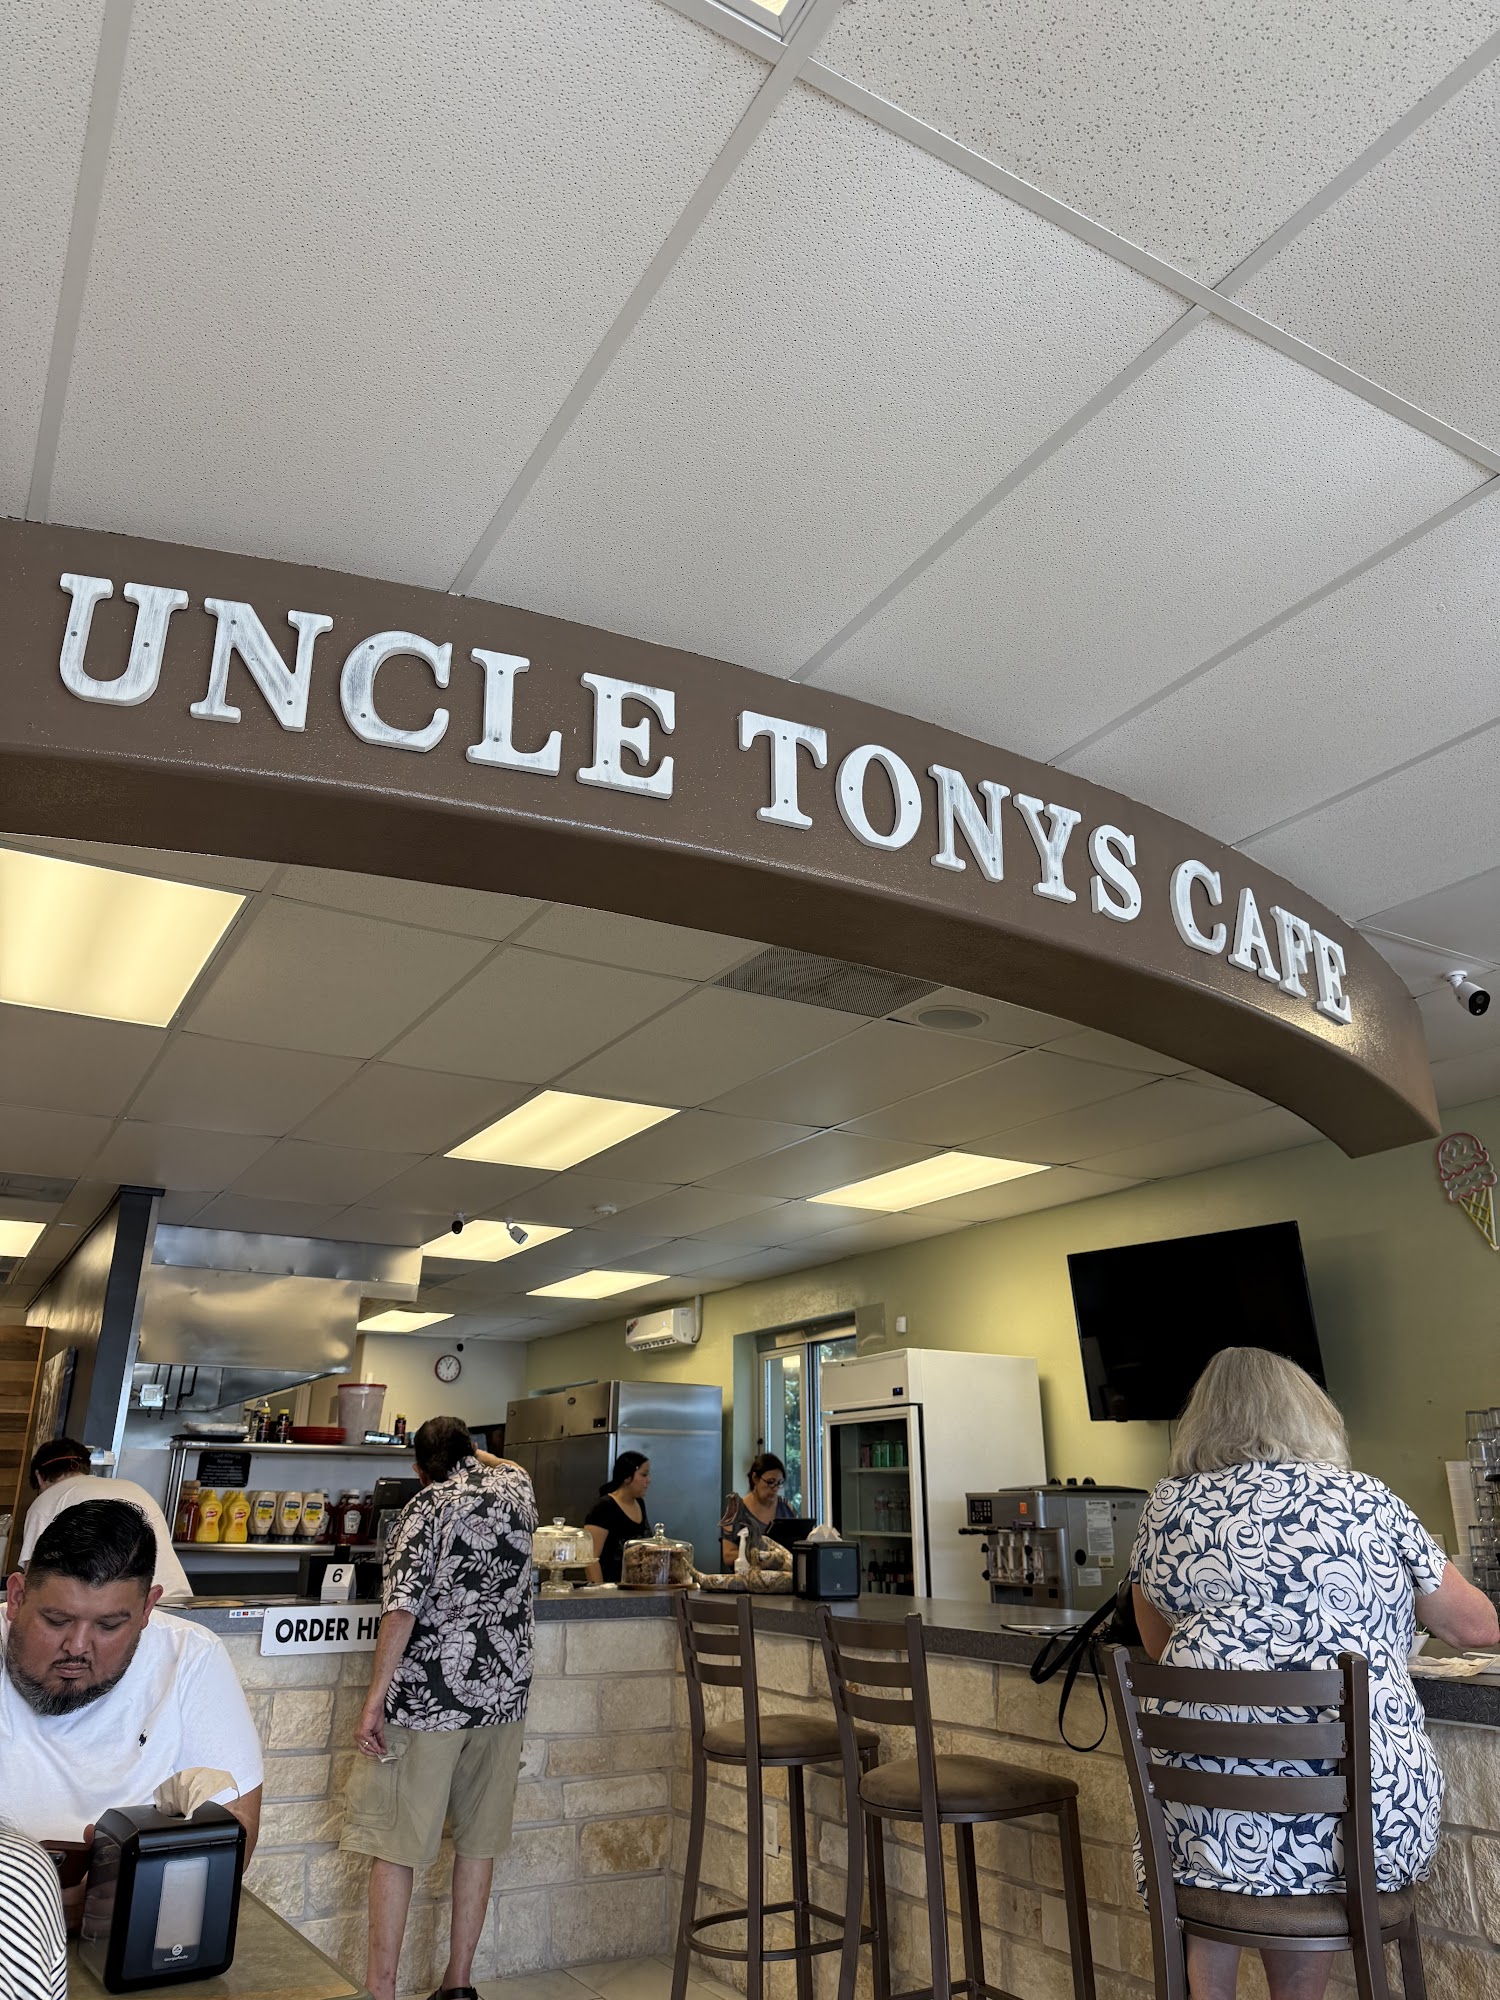 UNCLE TONYS CAFE
6
ORDER HE